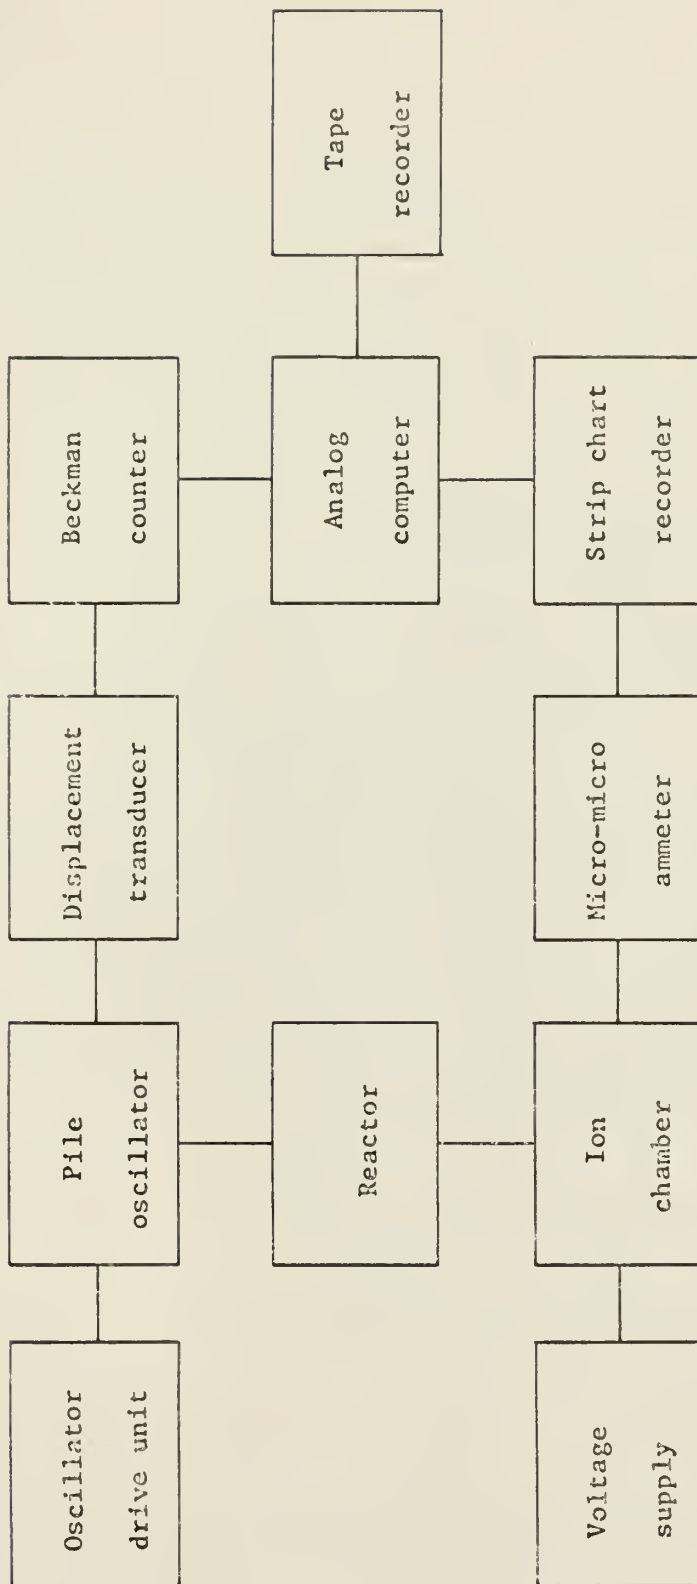 Oscillator
drive unit
Pile
oscillator
Displacement
transducer
Beckman
counter
Reactor
Analog
computer
Tape
recorder
Voltage
supply
Ion
chamber
Micro-micro
ammeter
Strip chart
recorder